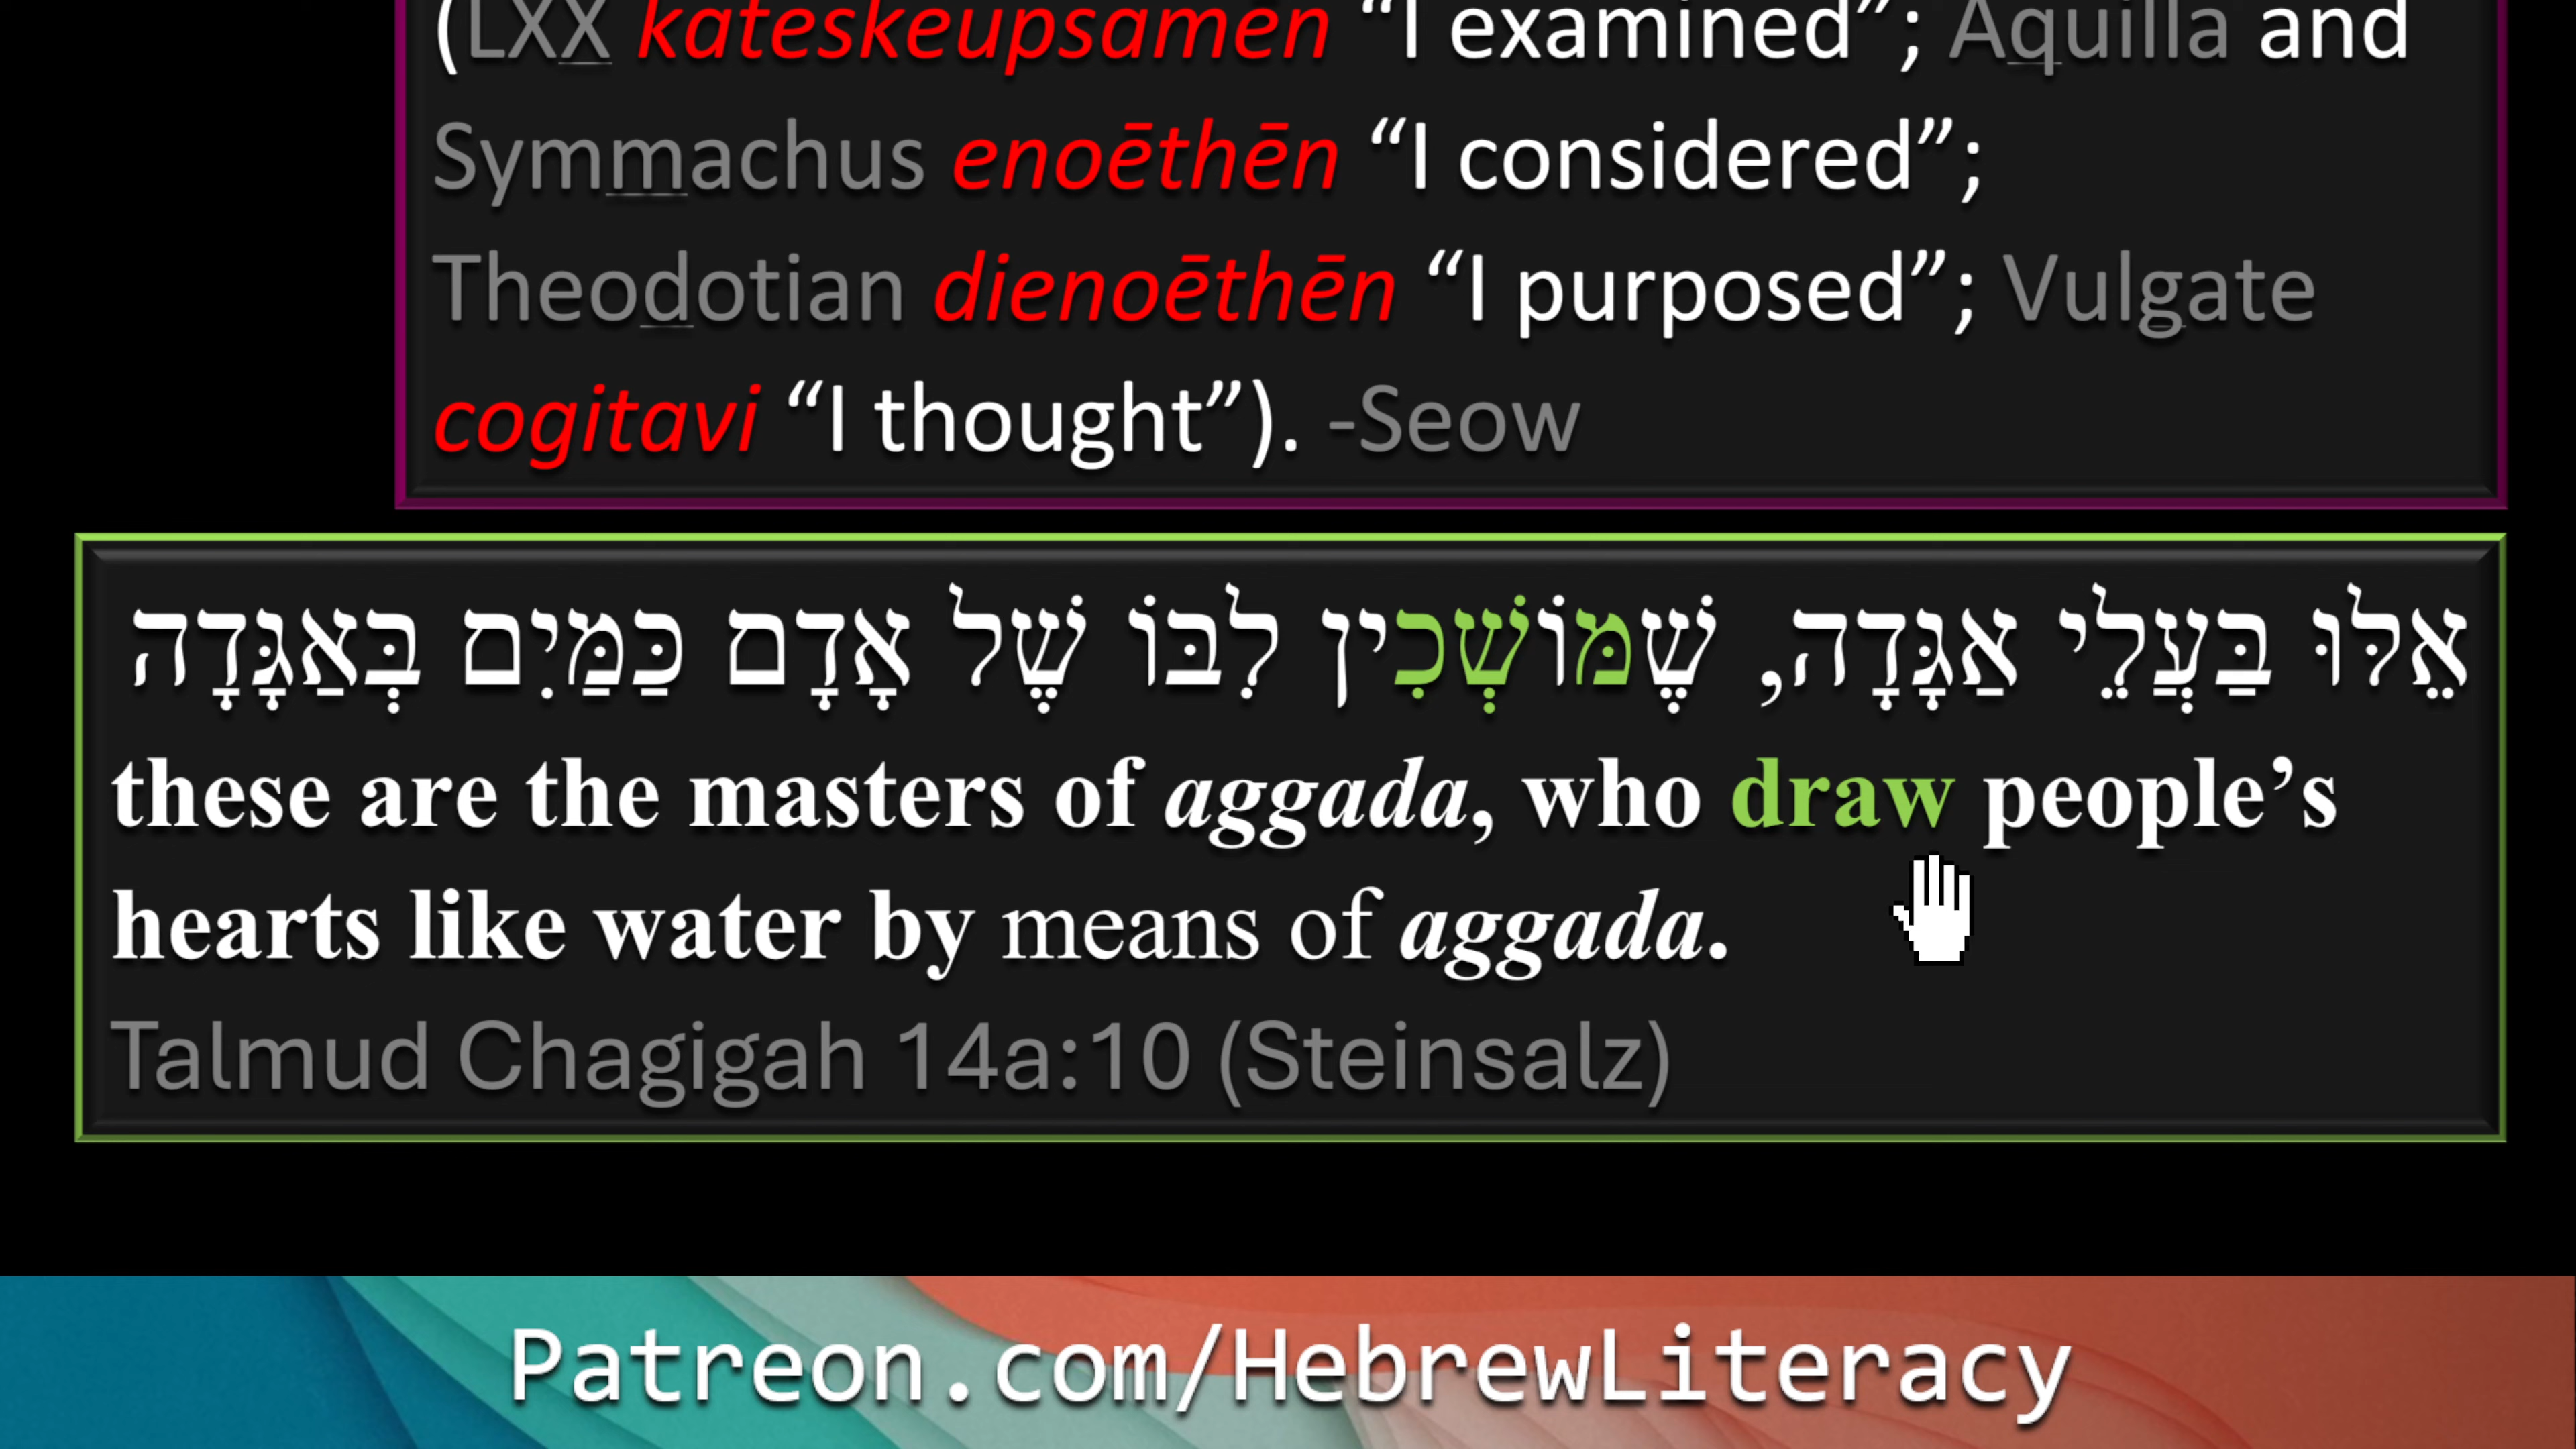 (LXX kateskeupsamēn “I examined”; Aquilla and
Symmachus enoēthēn “I considered”;
Theodotian dienoēthēn “I purposed”; Vulgate
cogitavi “I thought”). -Seow
אֵלּוּ בַּעֲלֵי אַגָּדָה, שֶׁמּוֹשְׁכִין לִבּוֹ שֶׁל אָדָם כַּמַּיִם בְּאַגָּדָה
these are the masters of aggada, who draw people’s
hearts like water by means of aggada.
Talmud Chagigah 14a:10 (Steinsalz)
Patreon.com/HebrewLiteracy